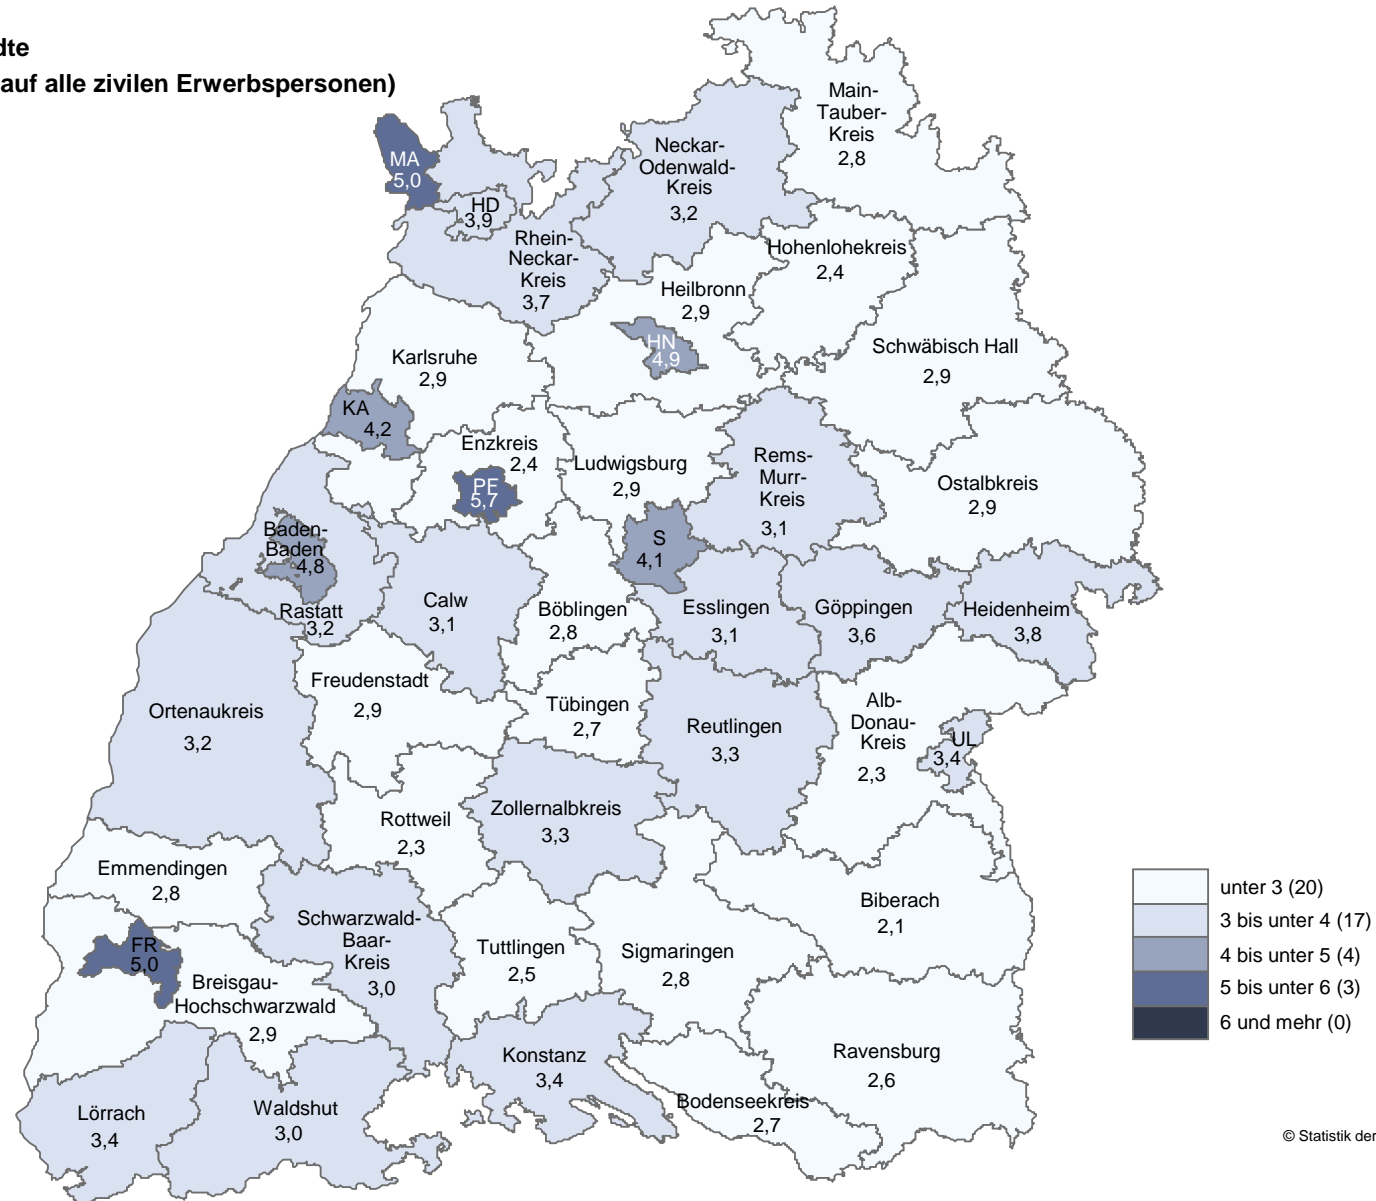 dte
auf alle zivilen Erwerbspersonen)
Main-
Tauber-
Kreis
2,8
Neckar-
Odenwald-
Kreis
3,2
MA
5,0
HD
3,9
Rhein-
Neckar-
Kreis
3,7
Hohenlohekreis
2,4
Heilbronn
2,9
HN
4,9
Schwäbisch Hall
2,9
Karlsruhe
2,9
KA
4,2
Enzkreis
2,4
PF
5,7
Ludwigsburg
2,9
Rems-
Murr-
Kreis
3,1
Ostalbkreis
2,9
S
4,1
Baden-
Baden
4,8
Rastatt
3,2
Calw
3,1
Böblingen
2,8
Esslingen
3,1
Göppingen
3,6
Heidenheim
3,8
Freudenstadt
2,9
Tübingen
2,7
Ortenaukreis
3,2
Reutlingen
3,3
Alb-
Donau-
Kreis
2,3
UL
3,4
Rottweil
2,3
Zollernalbkreis
3,3
Emmendingen
2,8
Biberach
2,1
Schwarzwald-
Baar-
Kreis
3,0
Tuttlingen
2,5
Sigmaringen
2,8
FR
5,0
Breisgau-
Hochschwarzwald
2,9
Konstanz
3,4
Ravensburg
2,6
Bodenseekreis
2,7
Lörrach
3,4
Waldshut
3,0
unter 3 (20)
3 bis unter 4 (17)
4 bis unter 5 (4)
5 bis unter 6 (3)
6 und mehr (0)
© Statistik der